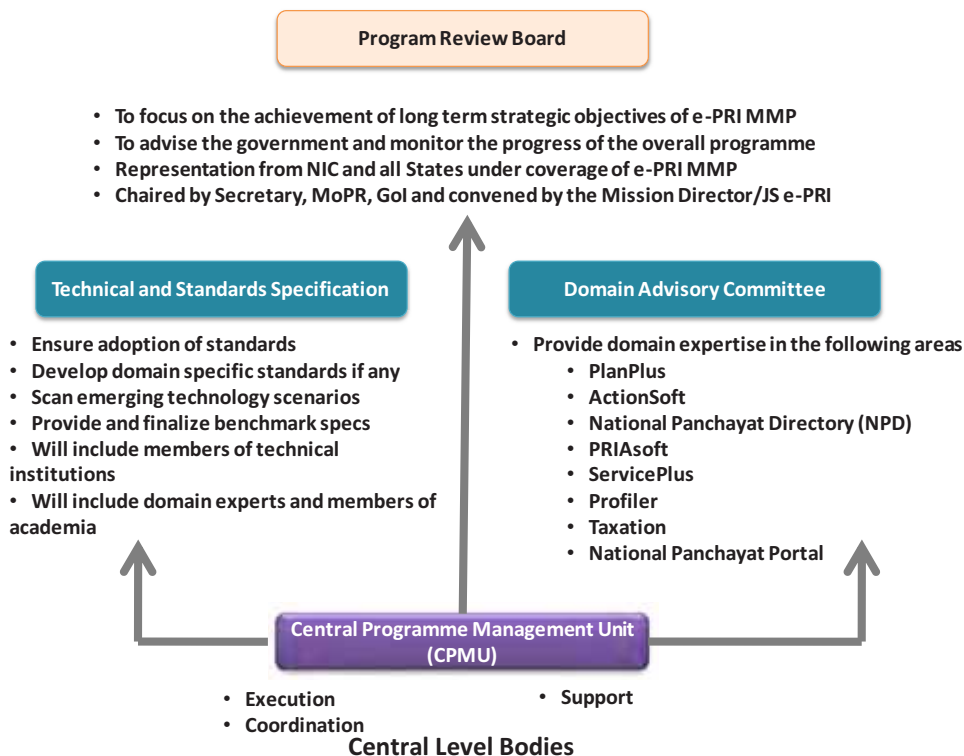 Program Review Board
• To focus on the achievement of long term strategic objectives of e-PRI MMP
• To advise the government and monitor the progress of the overall programme
• Representation from NIC and all States under coverage of e-PRI MMP
• Chaired by Secretary, MoPR, GoI and convened by the Mission Director/JS e-PRI
Technical and Standards Specification
• Ensure adoption of standards
• Develop domain specific standards if any
• Scan emerging technology scenarios
• Provide and finalize benchmark specs
• Will include members of technical
institutions
• Will include domain experts and members of
academia
Domain Advisory Committee
• Provide domain expertise in the following areas
• PlanPlus
• ActionSoft
• National Panchayat Directory (NPD)
• PRIAsoft
• ServicePlus
• Profiler
• Taxation
• National Panchayat Portal
Central Programme Management Unit
(CPMU)
• Execution
• Coordination
• Support
Central Level Bodies